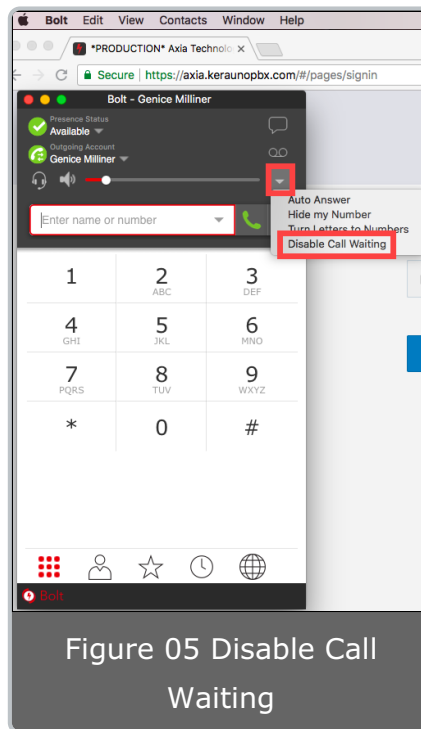 Bolt Edit View Contacts Window Help
*PRODUCTION* Axia Technolo
Secure | https://axia.keraunopbx.com/#/pages/signin
Bolt - Genice Milliner
Presence Status
Available
Outgoing Account
Genice Milliner
Auto Answer
Hide my Number
Turn Letters to Numbers
Disable Call Waiting
Enter name or number
1 2 3
ABC DEF
4 5 6
GHI JKL MNO
7 8 9
PQRS TUV WXYZ
* 0 #
Bolt
Figure 05 Disable Call
Waiting